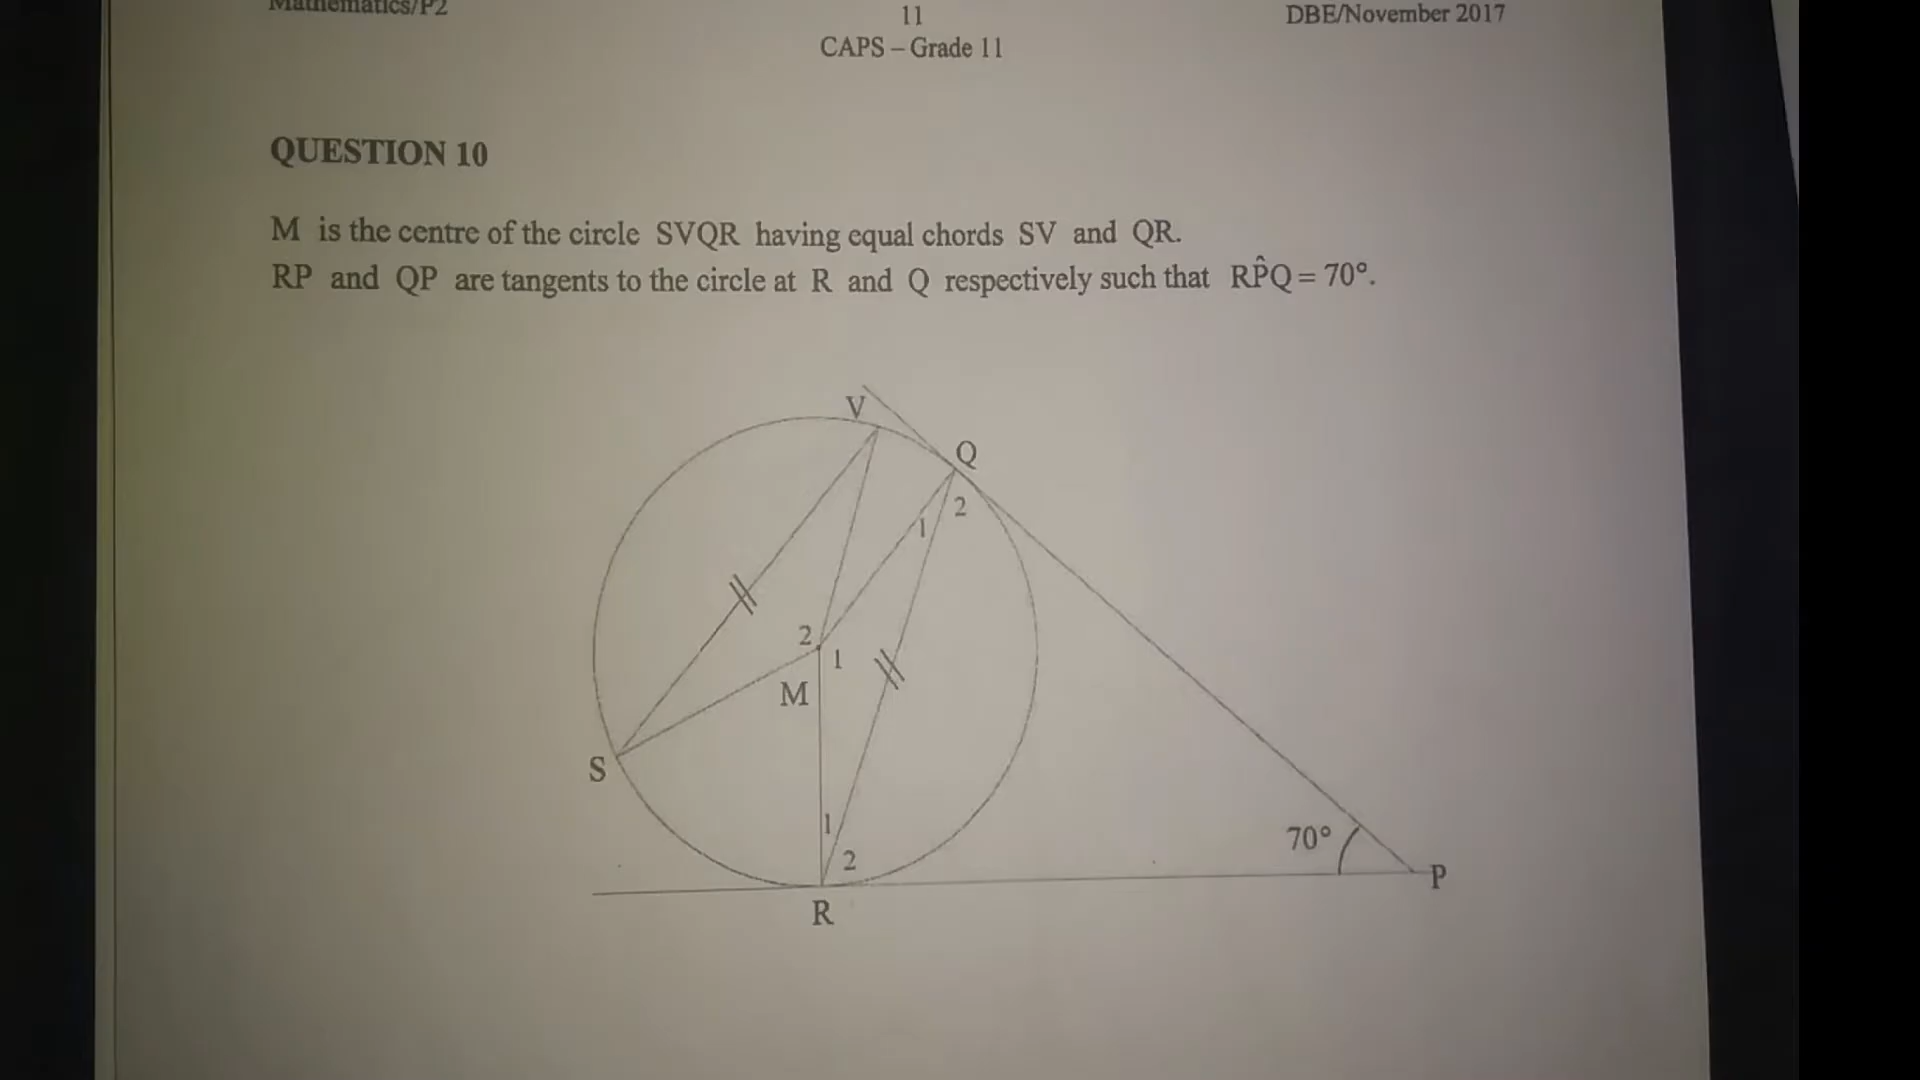 Mathematics/P2
11
DBE/November 2017
CAPS – Grade 11
QUESTION 10
M is the centre of the circle SVQR having equal chords SV and QR.
RP and QP are tangents to the circle at R and Q respectively such that RP̂Q = 70°.
V
Q
2
1
2
1
M
S
1
2
70°
P
R